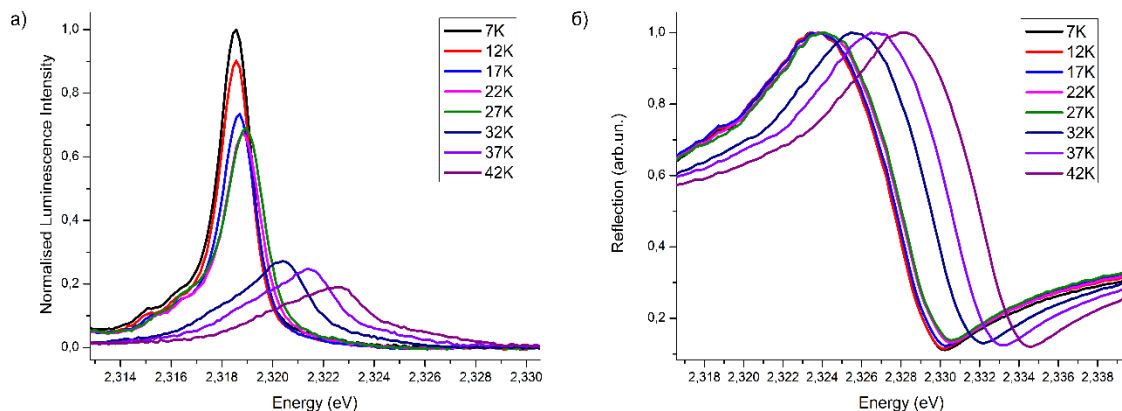 а)
Normalised Luminescence Intensity
1,0
0,8
0,6
0,4
0,2
0,0
2,314
2,316
2,318
2,320
2,322
2,324
2,326
2,328
2,330
Energy (eV)
7K
12K
17K
22K
27K
32K
37K
42K
б)
Reflection (arb.un.)
1,0
0,8
0,6
0,4
0,2
2,318
2,320
2,322
2,324
2,326
2,328
2,330
2,332
2,334
2,336
2,338
Energy (eV)
7K
12K
17K
22K
27K
32K
37K
42K